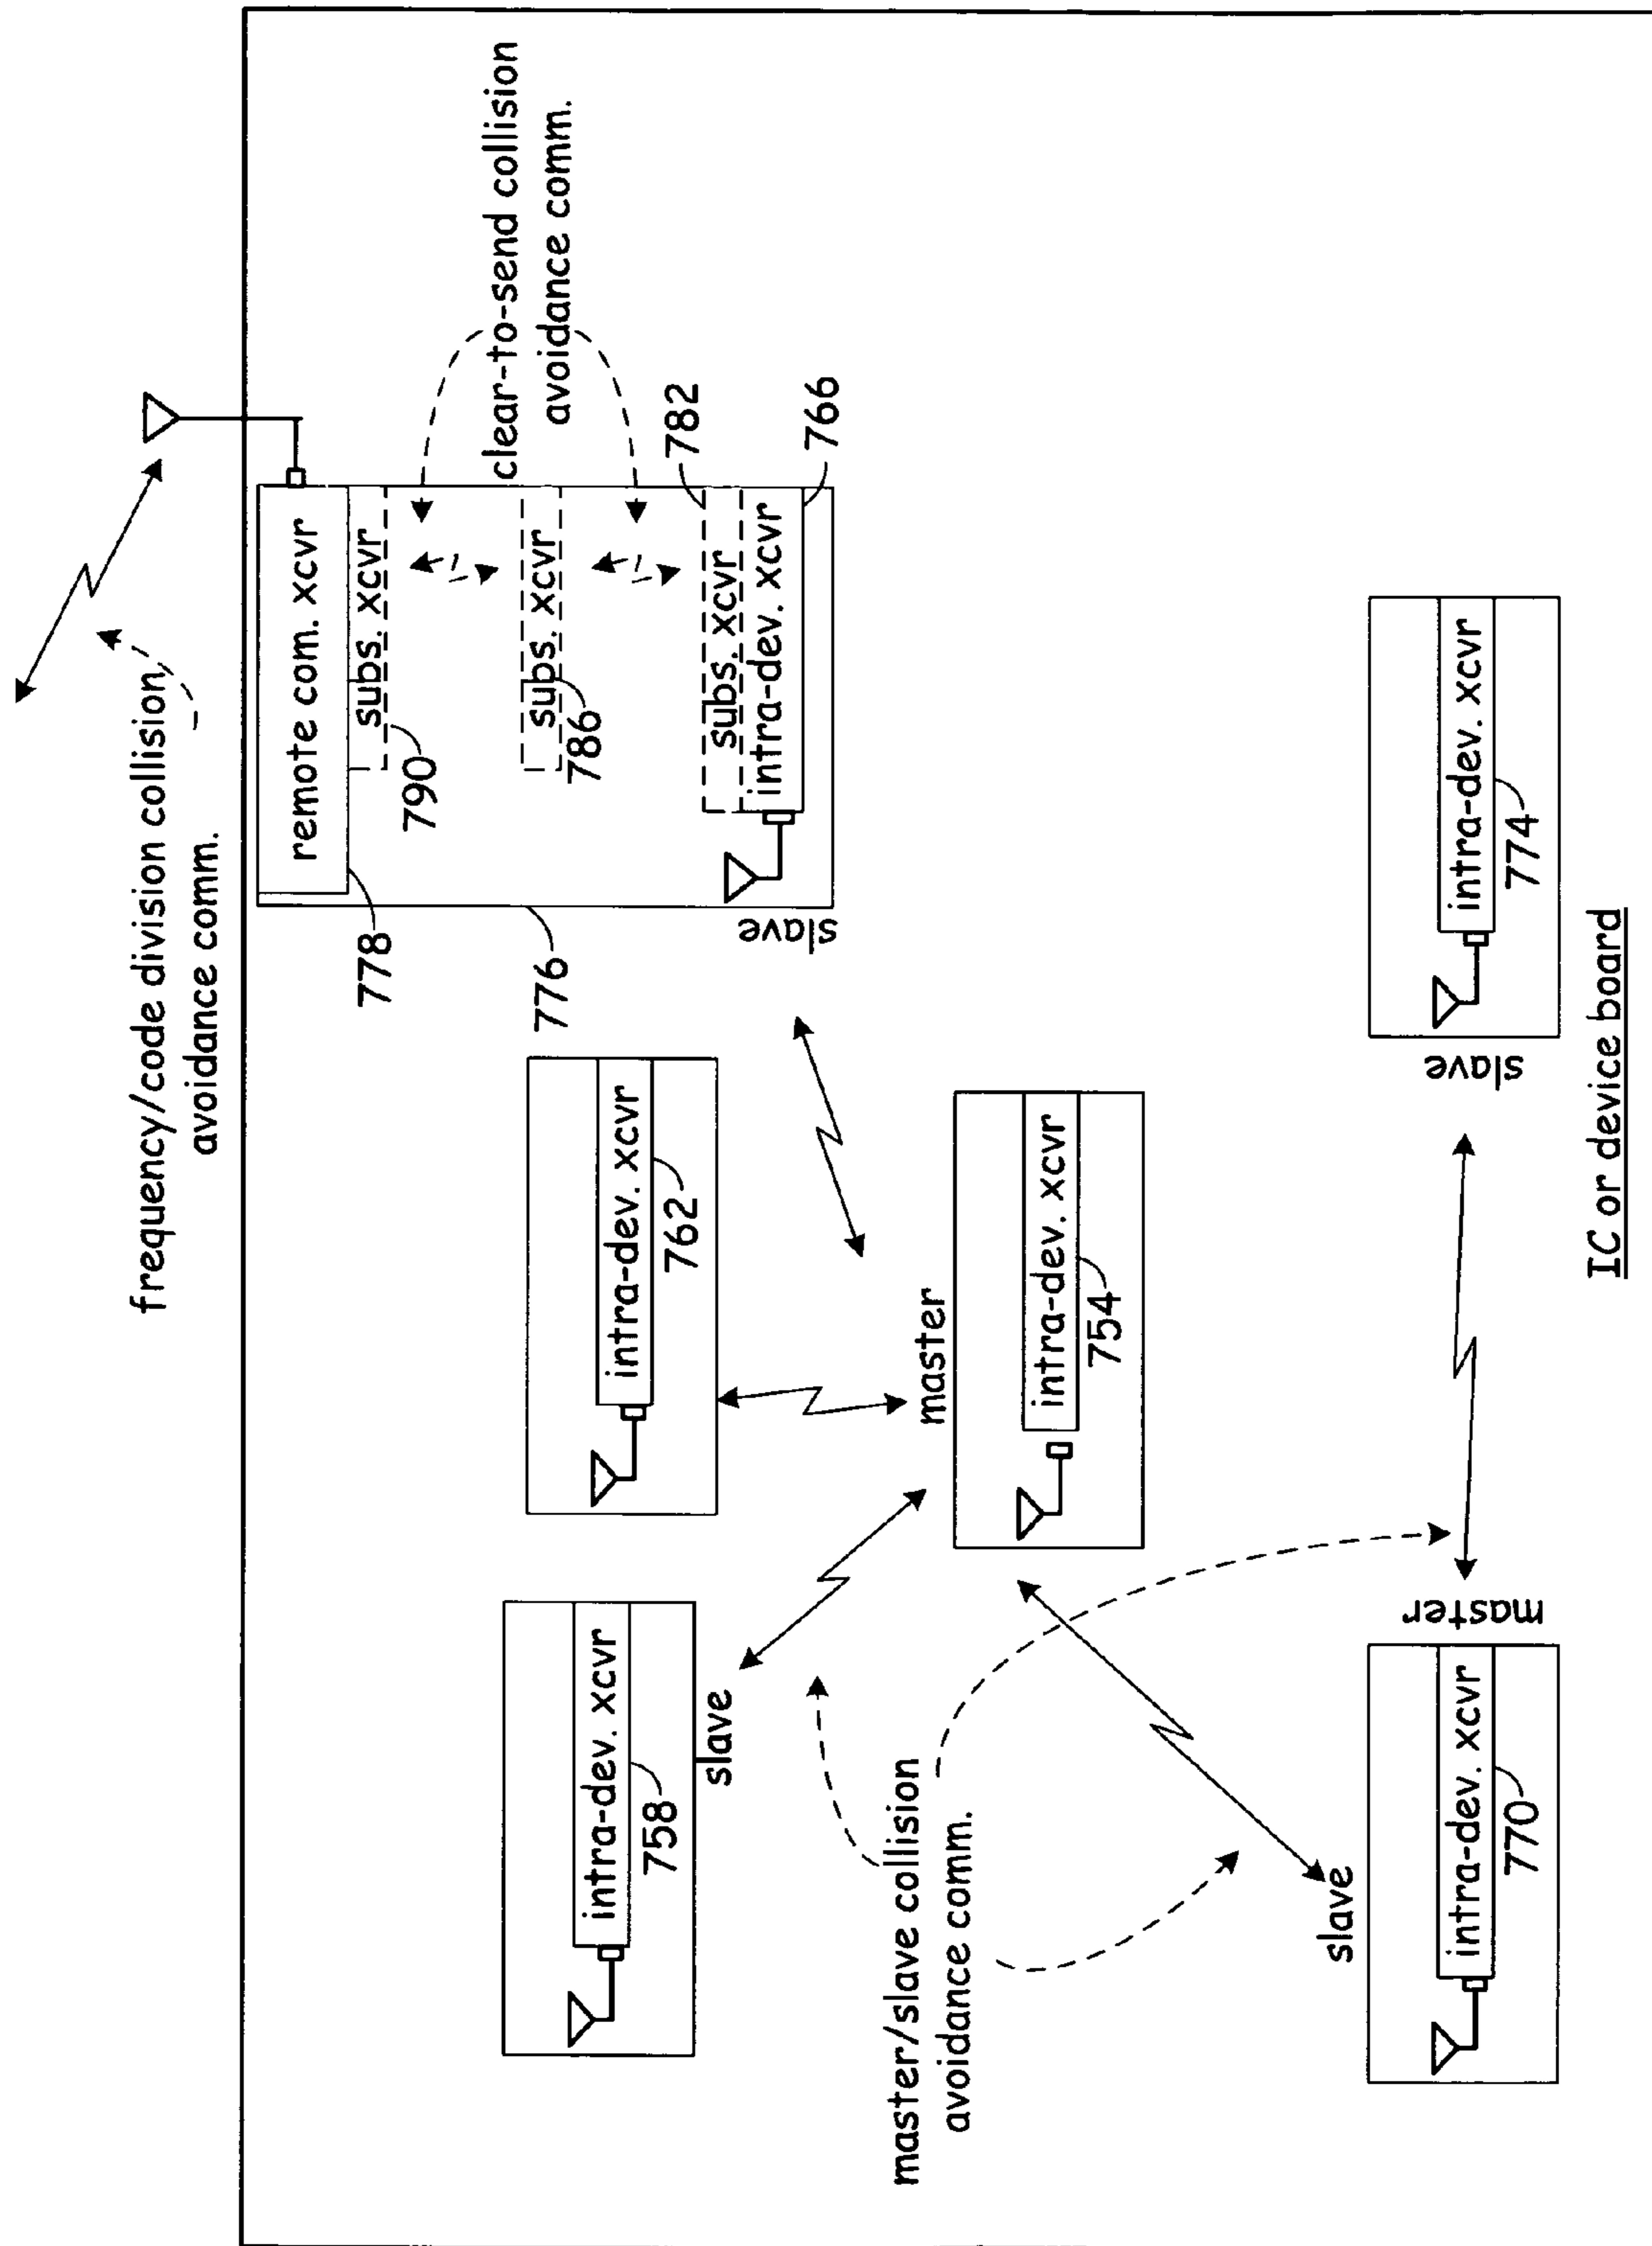 frequency/code division collision
avoidance comm.
remote com. xcvr
778
subs. xcvr
790
clear-to-send collision
avoidance comm.
subs. xcvr
786
776
782
subs. xcvr
intra-dev. xcvr
766
slave
intra-dev. xcvr
758
slave
intra-dev. xcvr
762
master
intra-dev. xcvr
754
master/slave collision
avoidance comm.
slave
intra-dev. xcvr
770
master
slave
intra-dev. xcvr
774
IC or device board